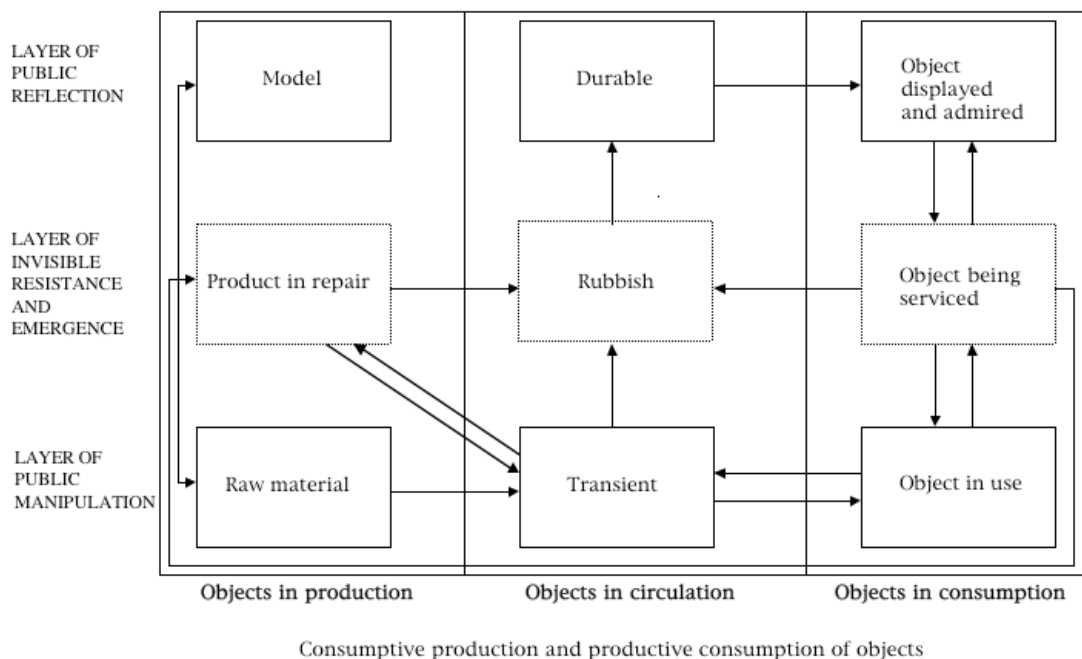 LAYER OF
PUBLIC
REFLECTION
Model
Durable
Object
displayed
and admired
LAYER OF
INVISIBLE
RESISTANCE
AND
EMERGENCE
Product in repair
Rubbish
Object being
serviced
LAYER OF
PUBLIC
MANIPULATION
Raw material
Transient
Object in use
Objects in production
Objects in circulation
Objects in consumption
Consumptive production and productive consumption of objects